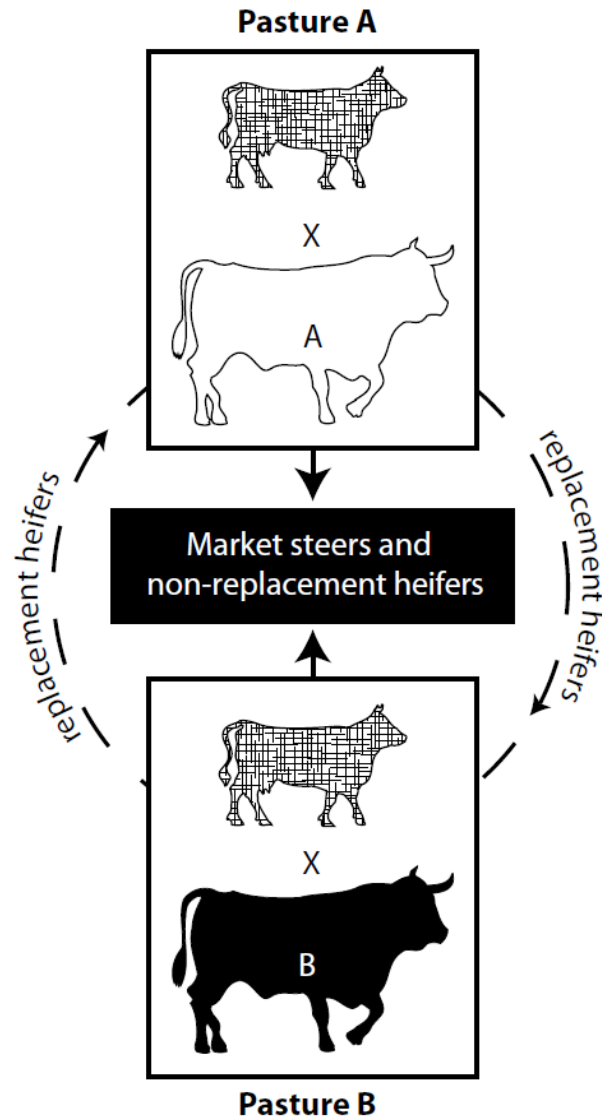 Pasture A
X
A
replacement heifers
replacement heifers
Market steers and
non-replacement heifers
X
B
Pasture B